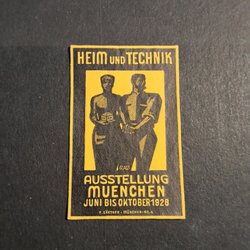 HEIM UND TECHNIK
AUSSTELLUNG
MUENCHEN
JUNI BIS OKTOBER 1928